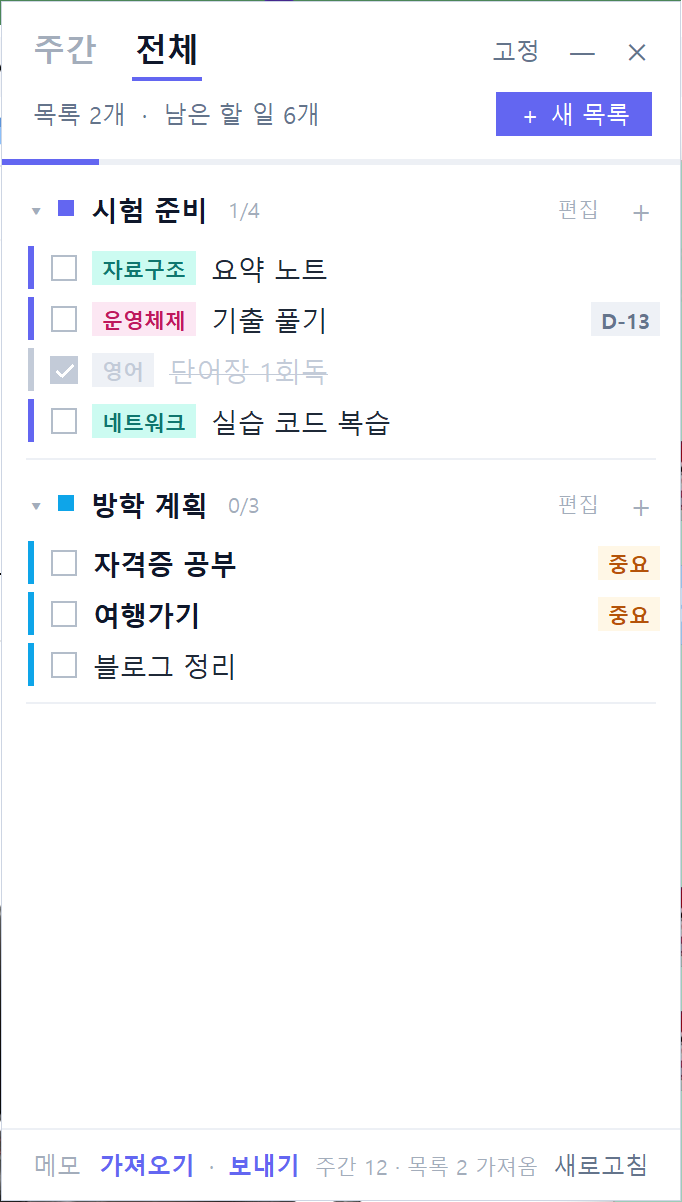 주간 전체 고정 — ×
목록 2개 · 남은 할 일 6개 + 새 목록
▾ 시험 준비 1/4 편집 +
자료구조 요약 노트
운영체제 기출 풀기 D-13
영어 단어장 1회독
네트워크 실습 코드 복습
▾ 방학 계획 0/3 편집 +
자격증 공부 중요
여행가기 중요
블로그 정리
메모 가져오기 · 보내기 주간 12 · 목록 2 가져옴 새로고침